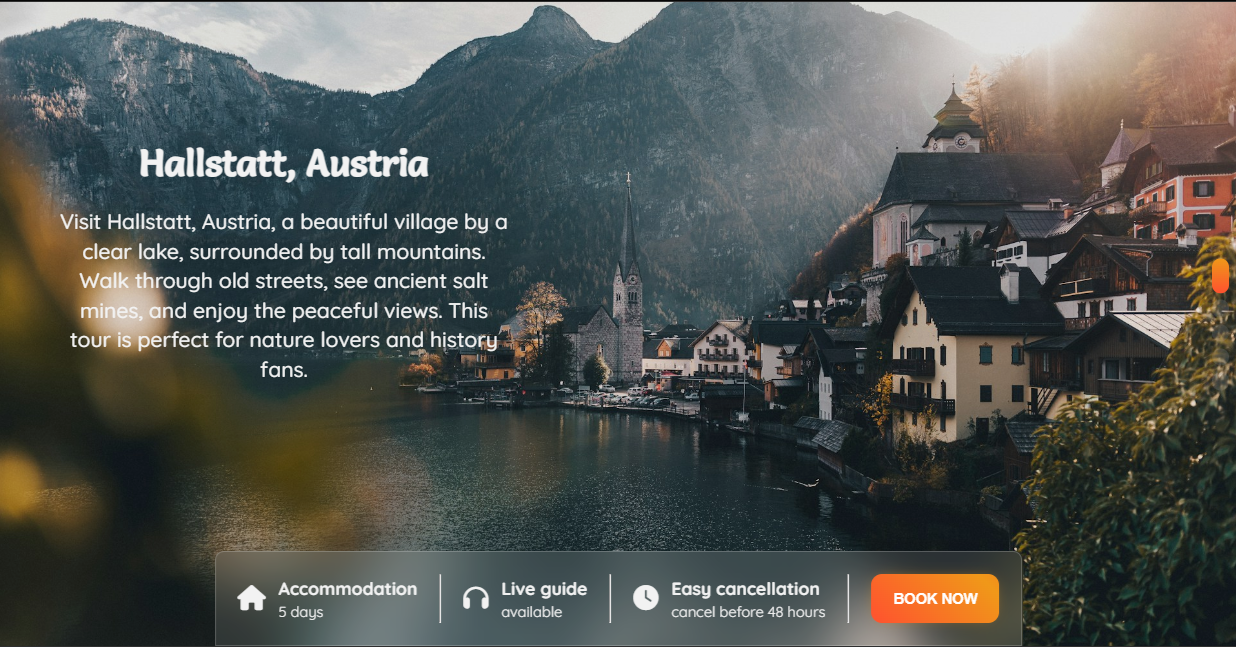 Hallstatt, Austria
Visit Hallstatt, Austria, a beautiful village by a
clear lake, surrounded by tall mountains.
Walk through old streets, see ancient salt
mines, and enjoy the peaceful views. This
tour is perfect for nature lovers and history
fans.
Accommodation
5 days
Live guide
available
Easy cancellation
cancel before 48 hours
BOOK NOW